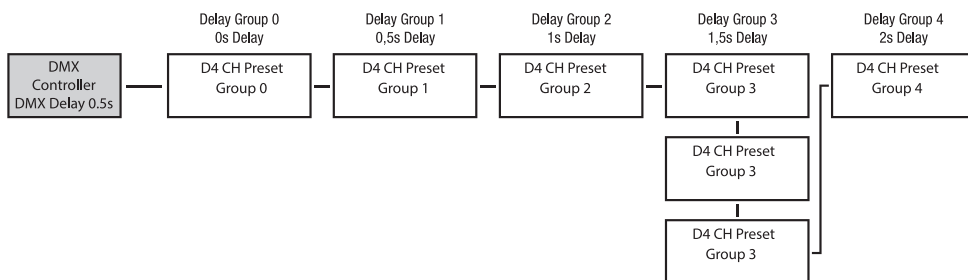 Delay Group 0
0s Delay
Delay Group 1
0,5s Delay
Delay Group 2
1s Delay
Delay Group 3
1,5s Delay
Delay Group 4
2s Delay
DMX
Controller
DMX Delay 0.5s
D4 CH Preset
Group 0
D4 CH Preset
Group 1
D4 CH Preset
Group 2
D4 CH Preset
Group 3
D4 CH Preset
Group 4
D4 CH Preset
Group 3
D4 CH Preset
Group 3